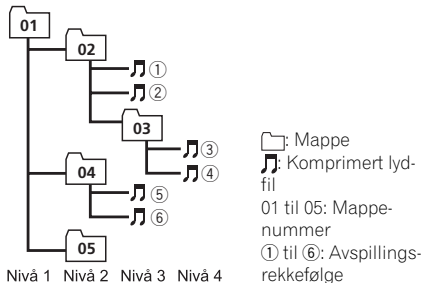 01
02
①
②
03
③
④
04
⑤
⑥
05
Nivå 1 Nivå 2 Nivå 3 Nivå 4
: Mappe
: Komprimert lyd-
fil
01 til 05: Mappe-
nummer
① til ⑥: Avspillings-
rekkefølge